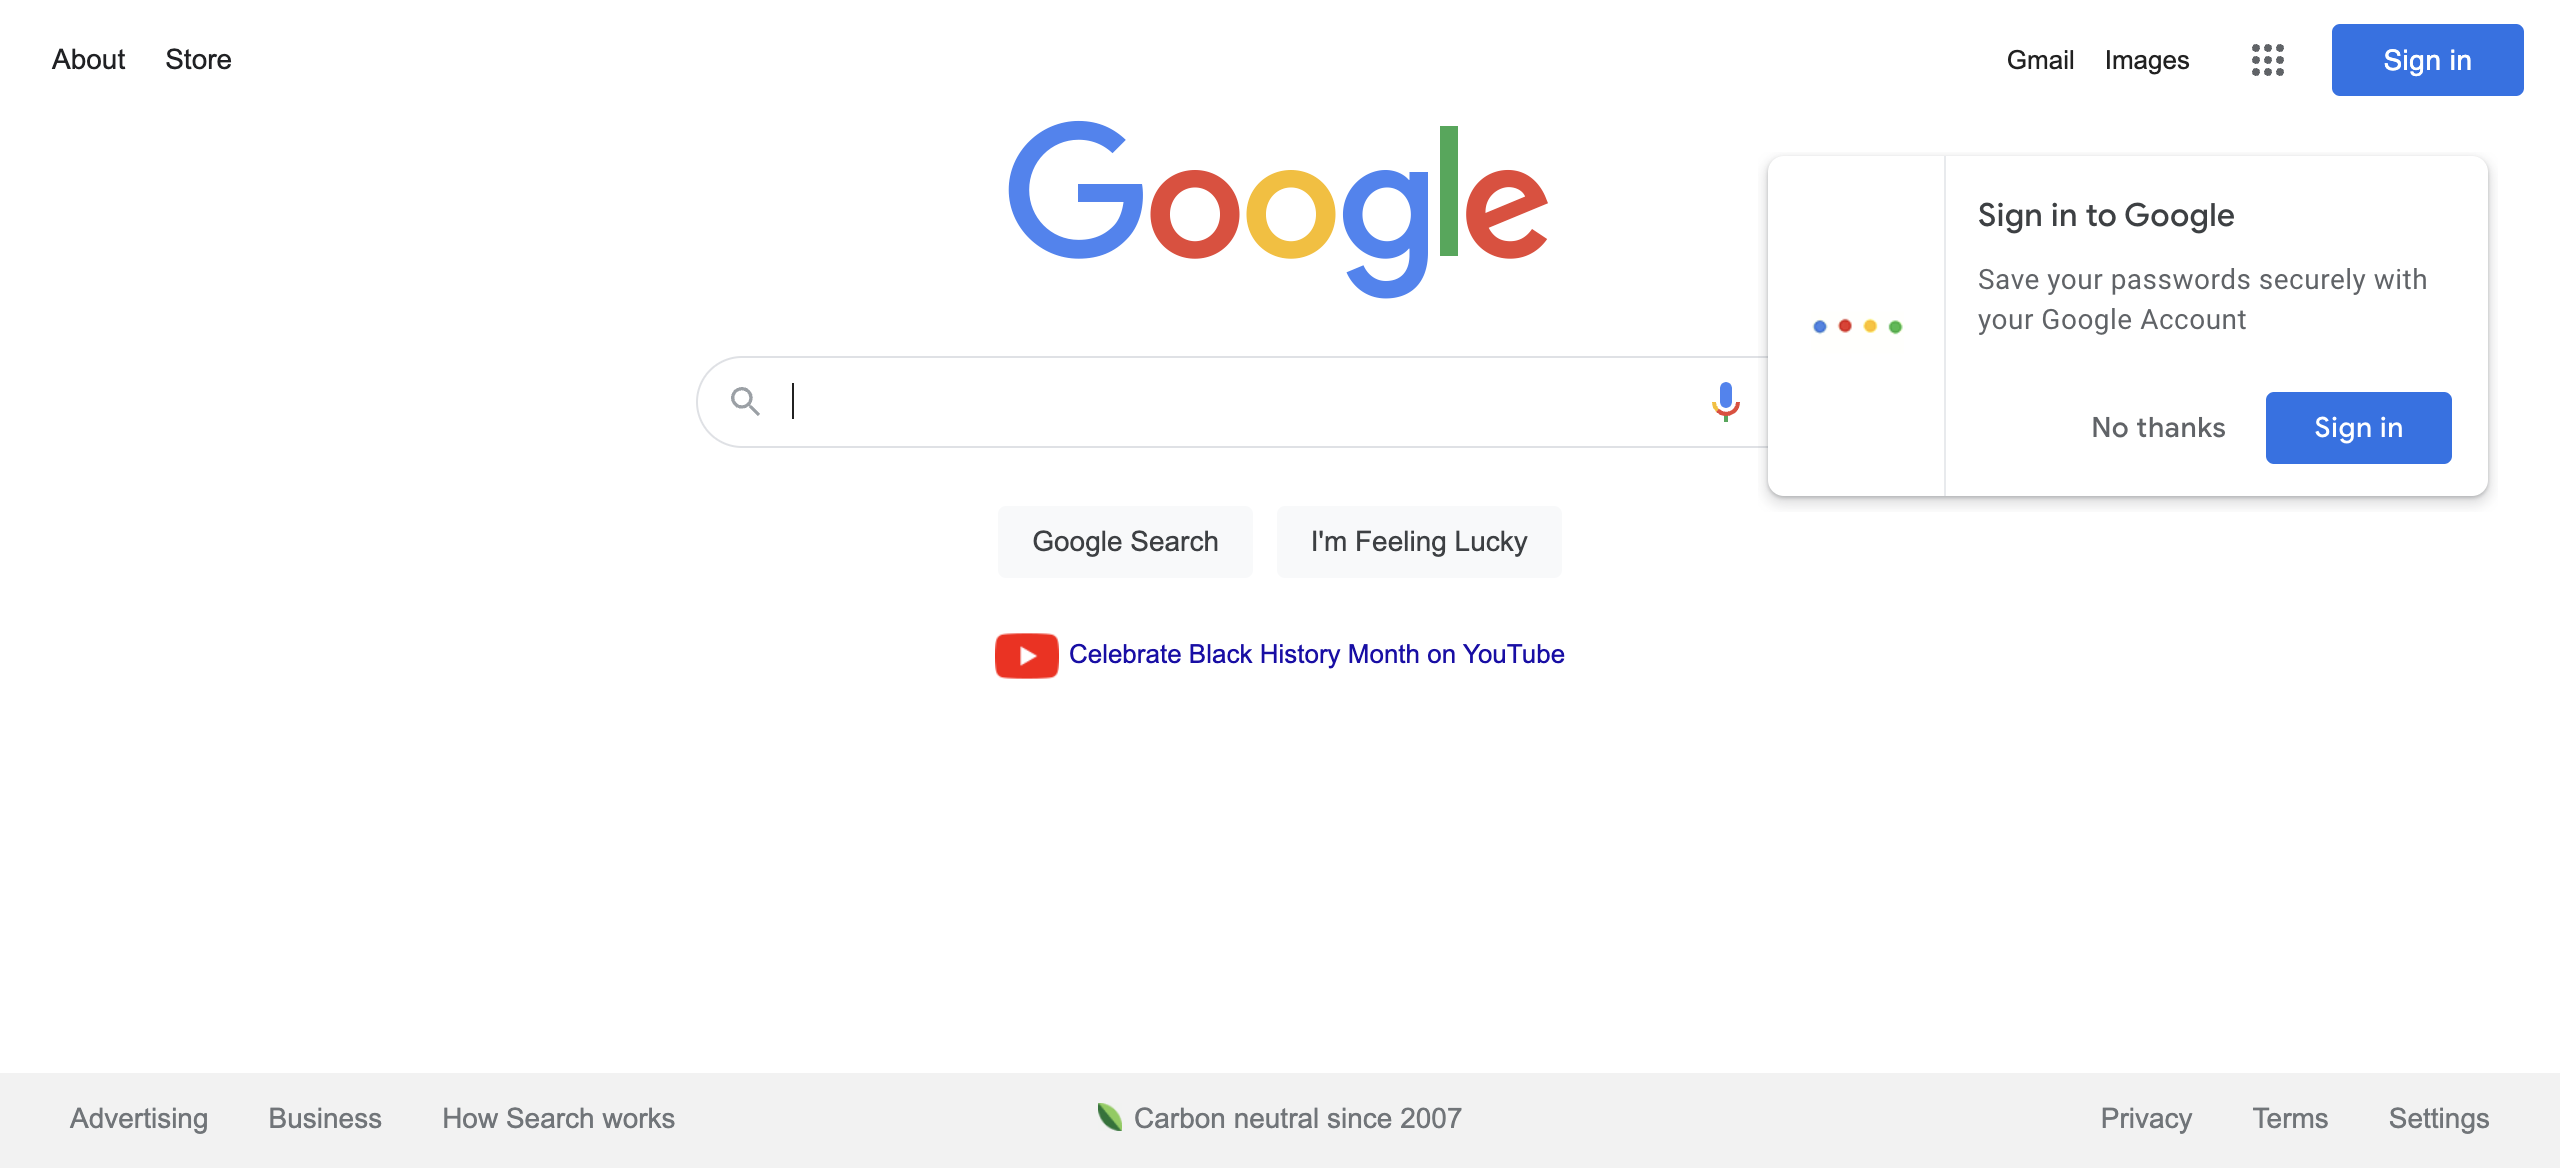 About Store
Gmail Images
Sign in
Google
Sign in to Google
Save your passwords securely with
your Google Account
No thanks
Sign in
Google Search
I'm Feeling Lucky
Celebrate Black History Month on YouTube
Advertising Business How Search works
Carbon neutral since 2007
Privacy Terms Settings